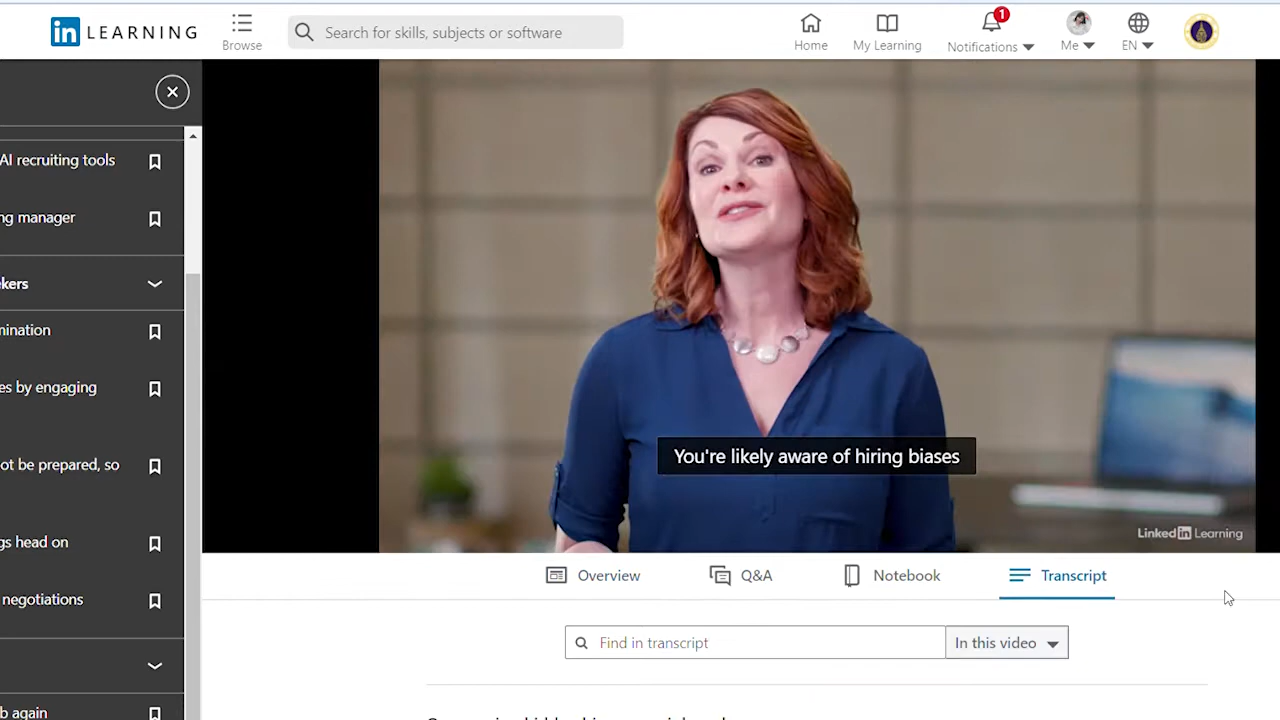 in LEARNING
Browse
Search for skills, subjects or software
Home
My Learning
1
Notifications
Me
EN
AI recruiting tools
ng manager
kers
mination
es by engaging
ot be prepared, so
gs head on
negotiations
b again
You're likely aware of hiring biases
Linked in Learning
Overview
Q&A
Notebook
Transcript
Find in transcript
In this video